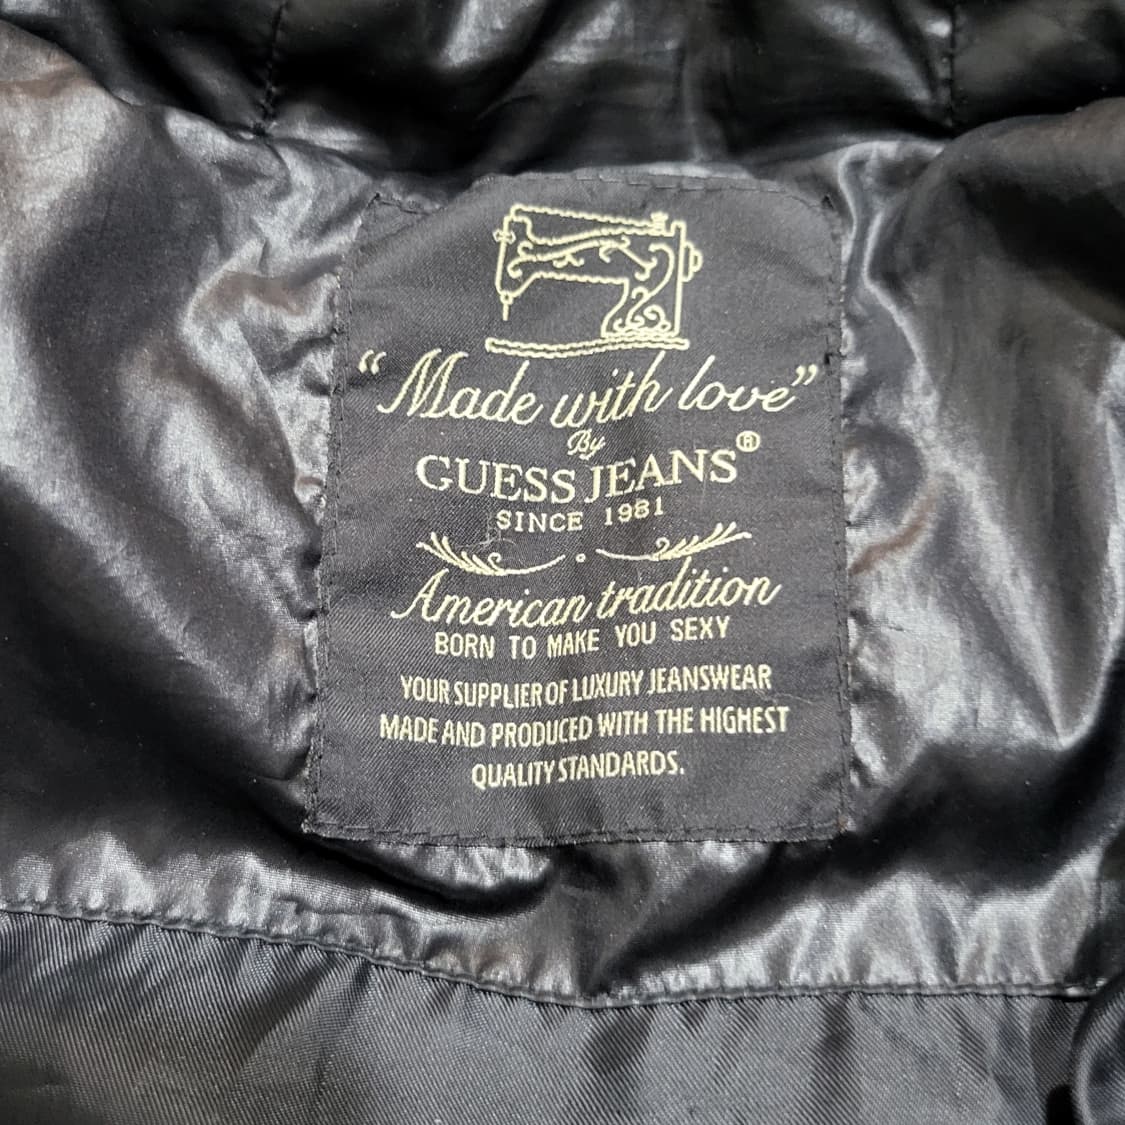 “Made with love”
By
GUESS JEANS®
SINCE 1981
American tradition
BORN TO MAKE YOU SEXY
YOUR SUPPLIER OF LUXURY JEANSWEAR
MADE AND PRODUCED WITH THE HIGHEST
QUALITY STANDARDS.